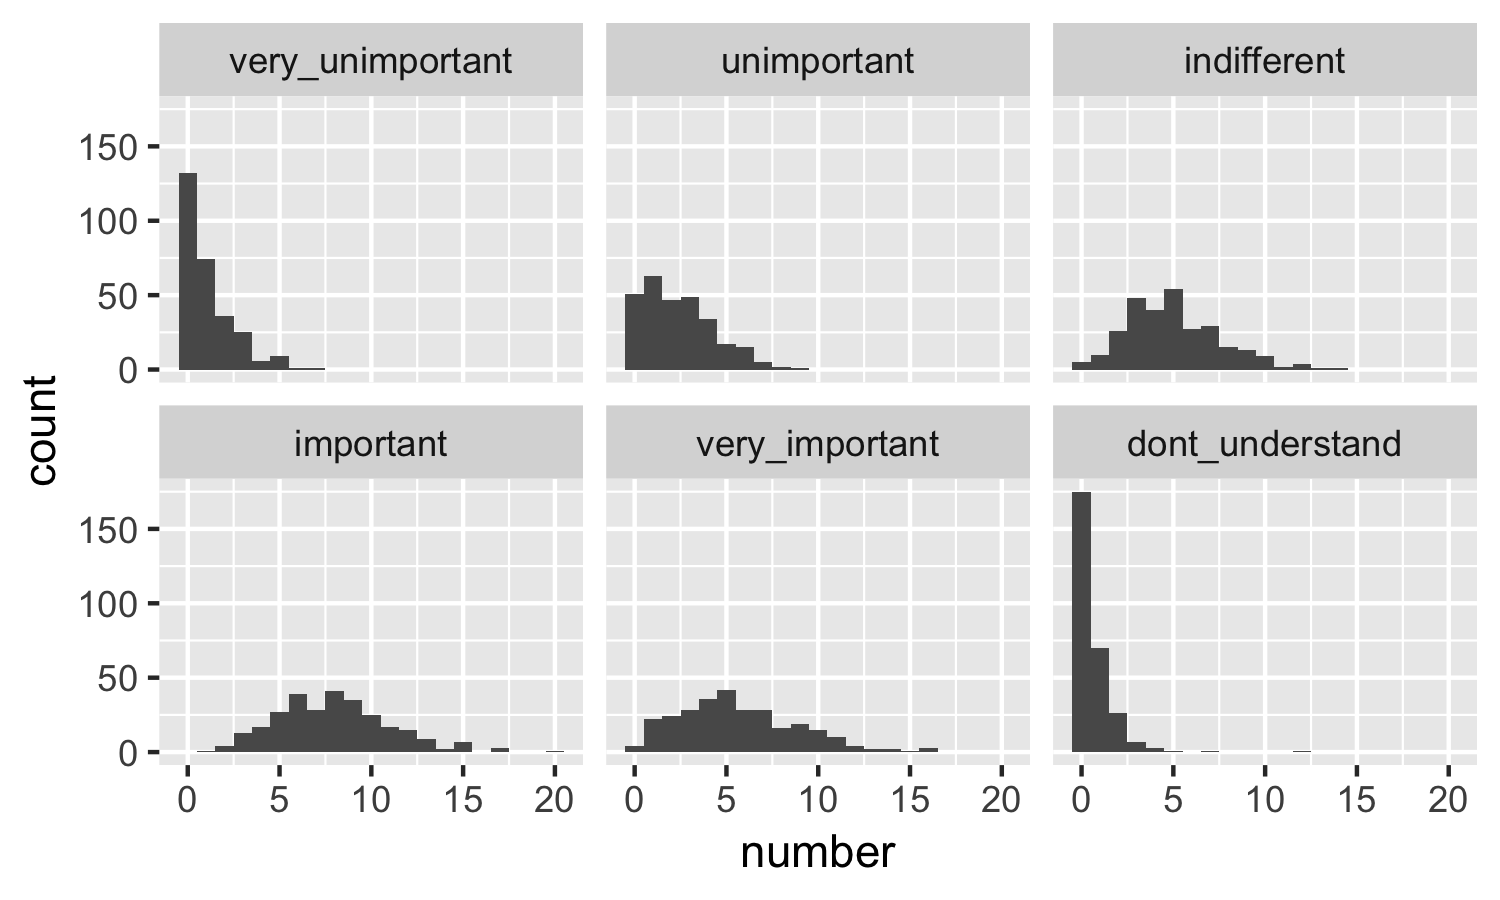 very_unimportant
unimportant
indifferent
150
100
50
0
count
important
very_important
dont_understand
150
100
50
0
0 5 10 15 20
0 5 10 15 20
0 5 10 15 20
number